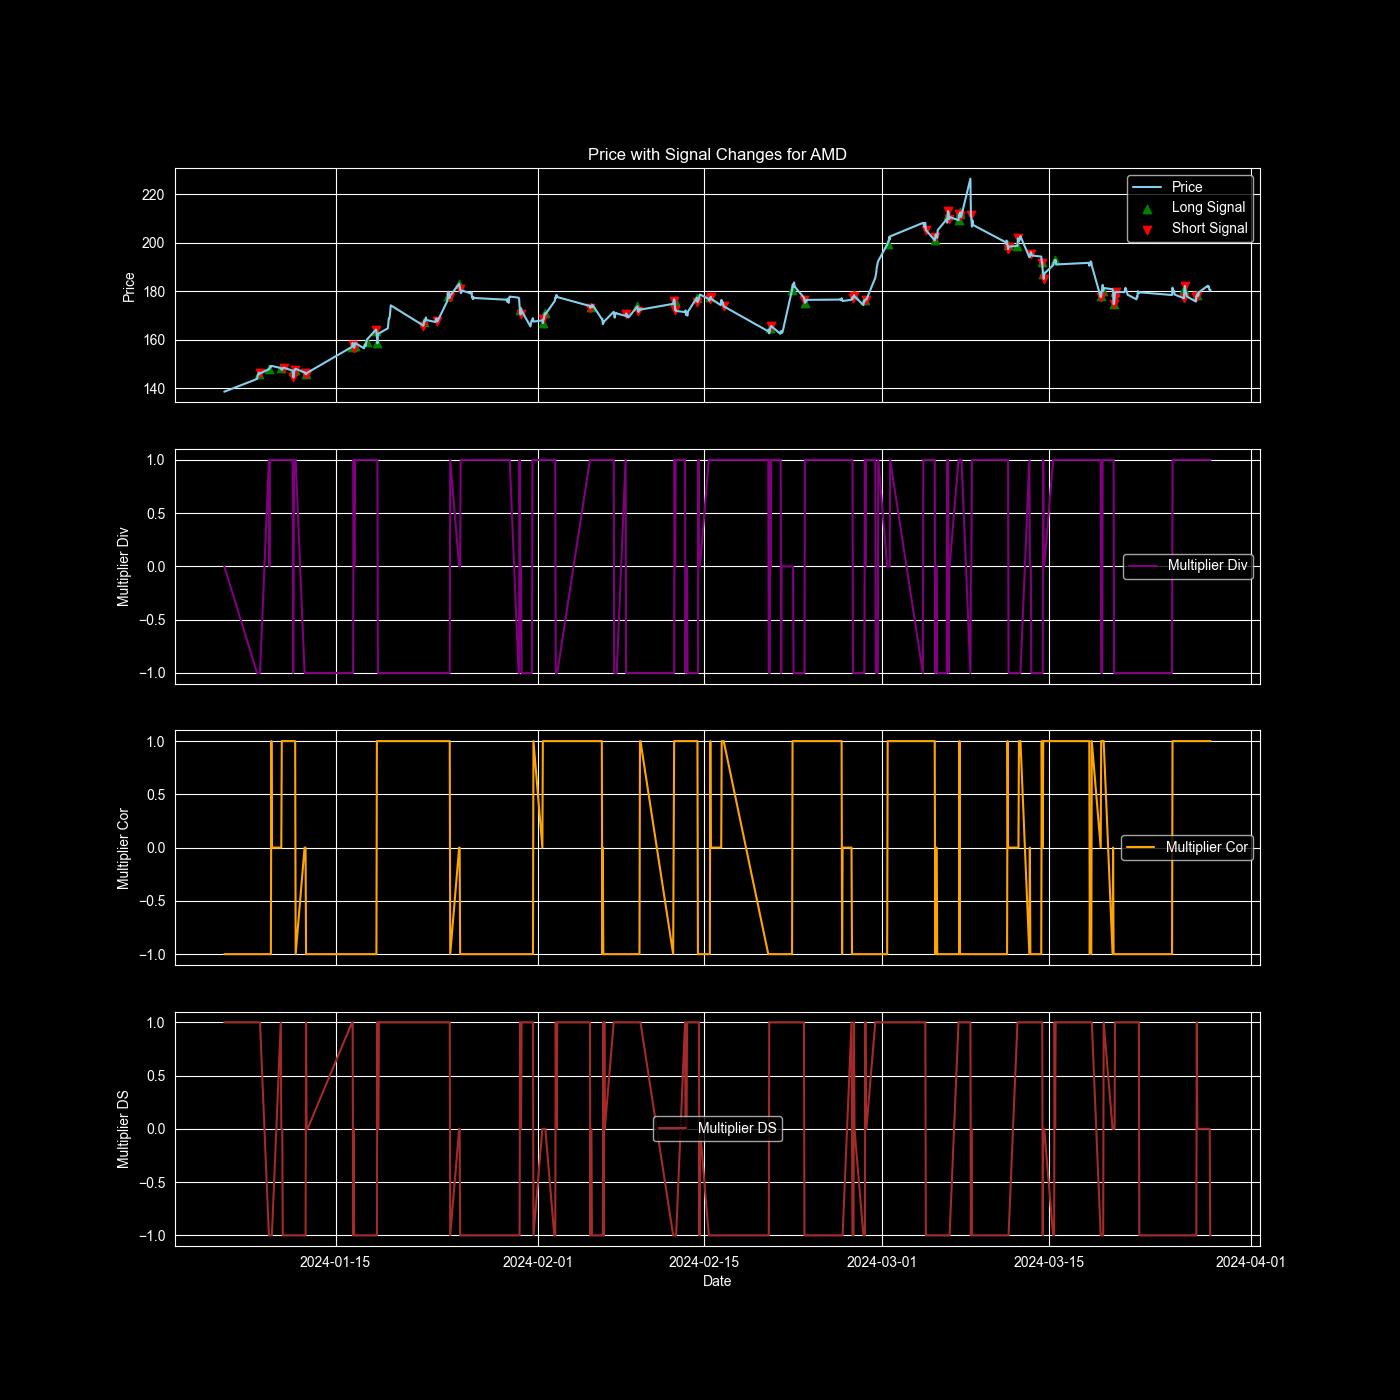 Price with Signal Changes for AMD
Price
220
200
180
160
140
Price
Long Signal
Short Signal
Multiplier Div
1.0
0.5
0.0
−0.5
−1.0
Multiplier Div
Multiplier Cor
1.0
0.5
0.0
−0.5
−1.0
Multiplier Cor
Multiplier DS
1.0
0.5
0.0
−0.5
−1.0
Multiplier DS
2024-01-15 2024-02-01 2024-02-15 2024-03-01 2024-03-15 2024-04-01
Date